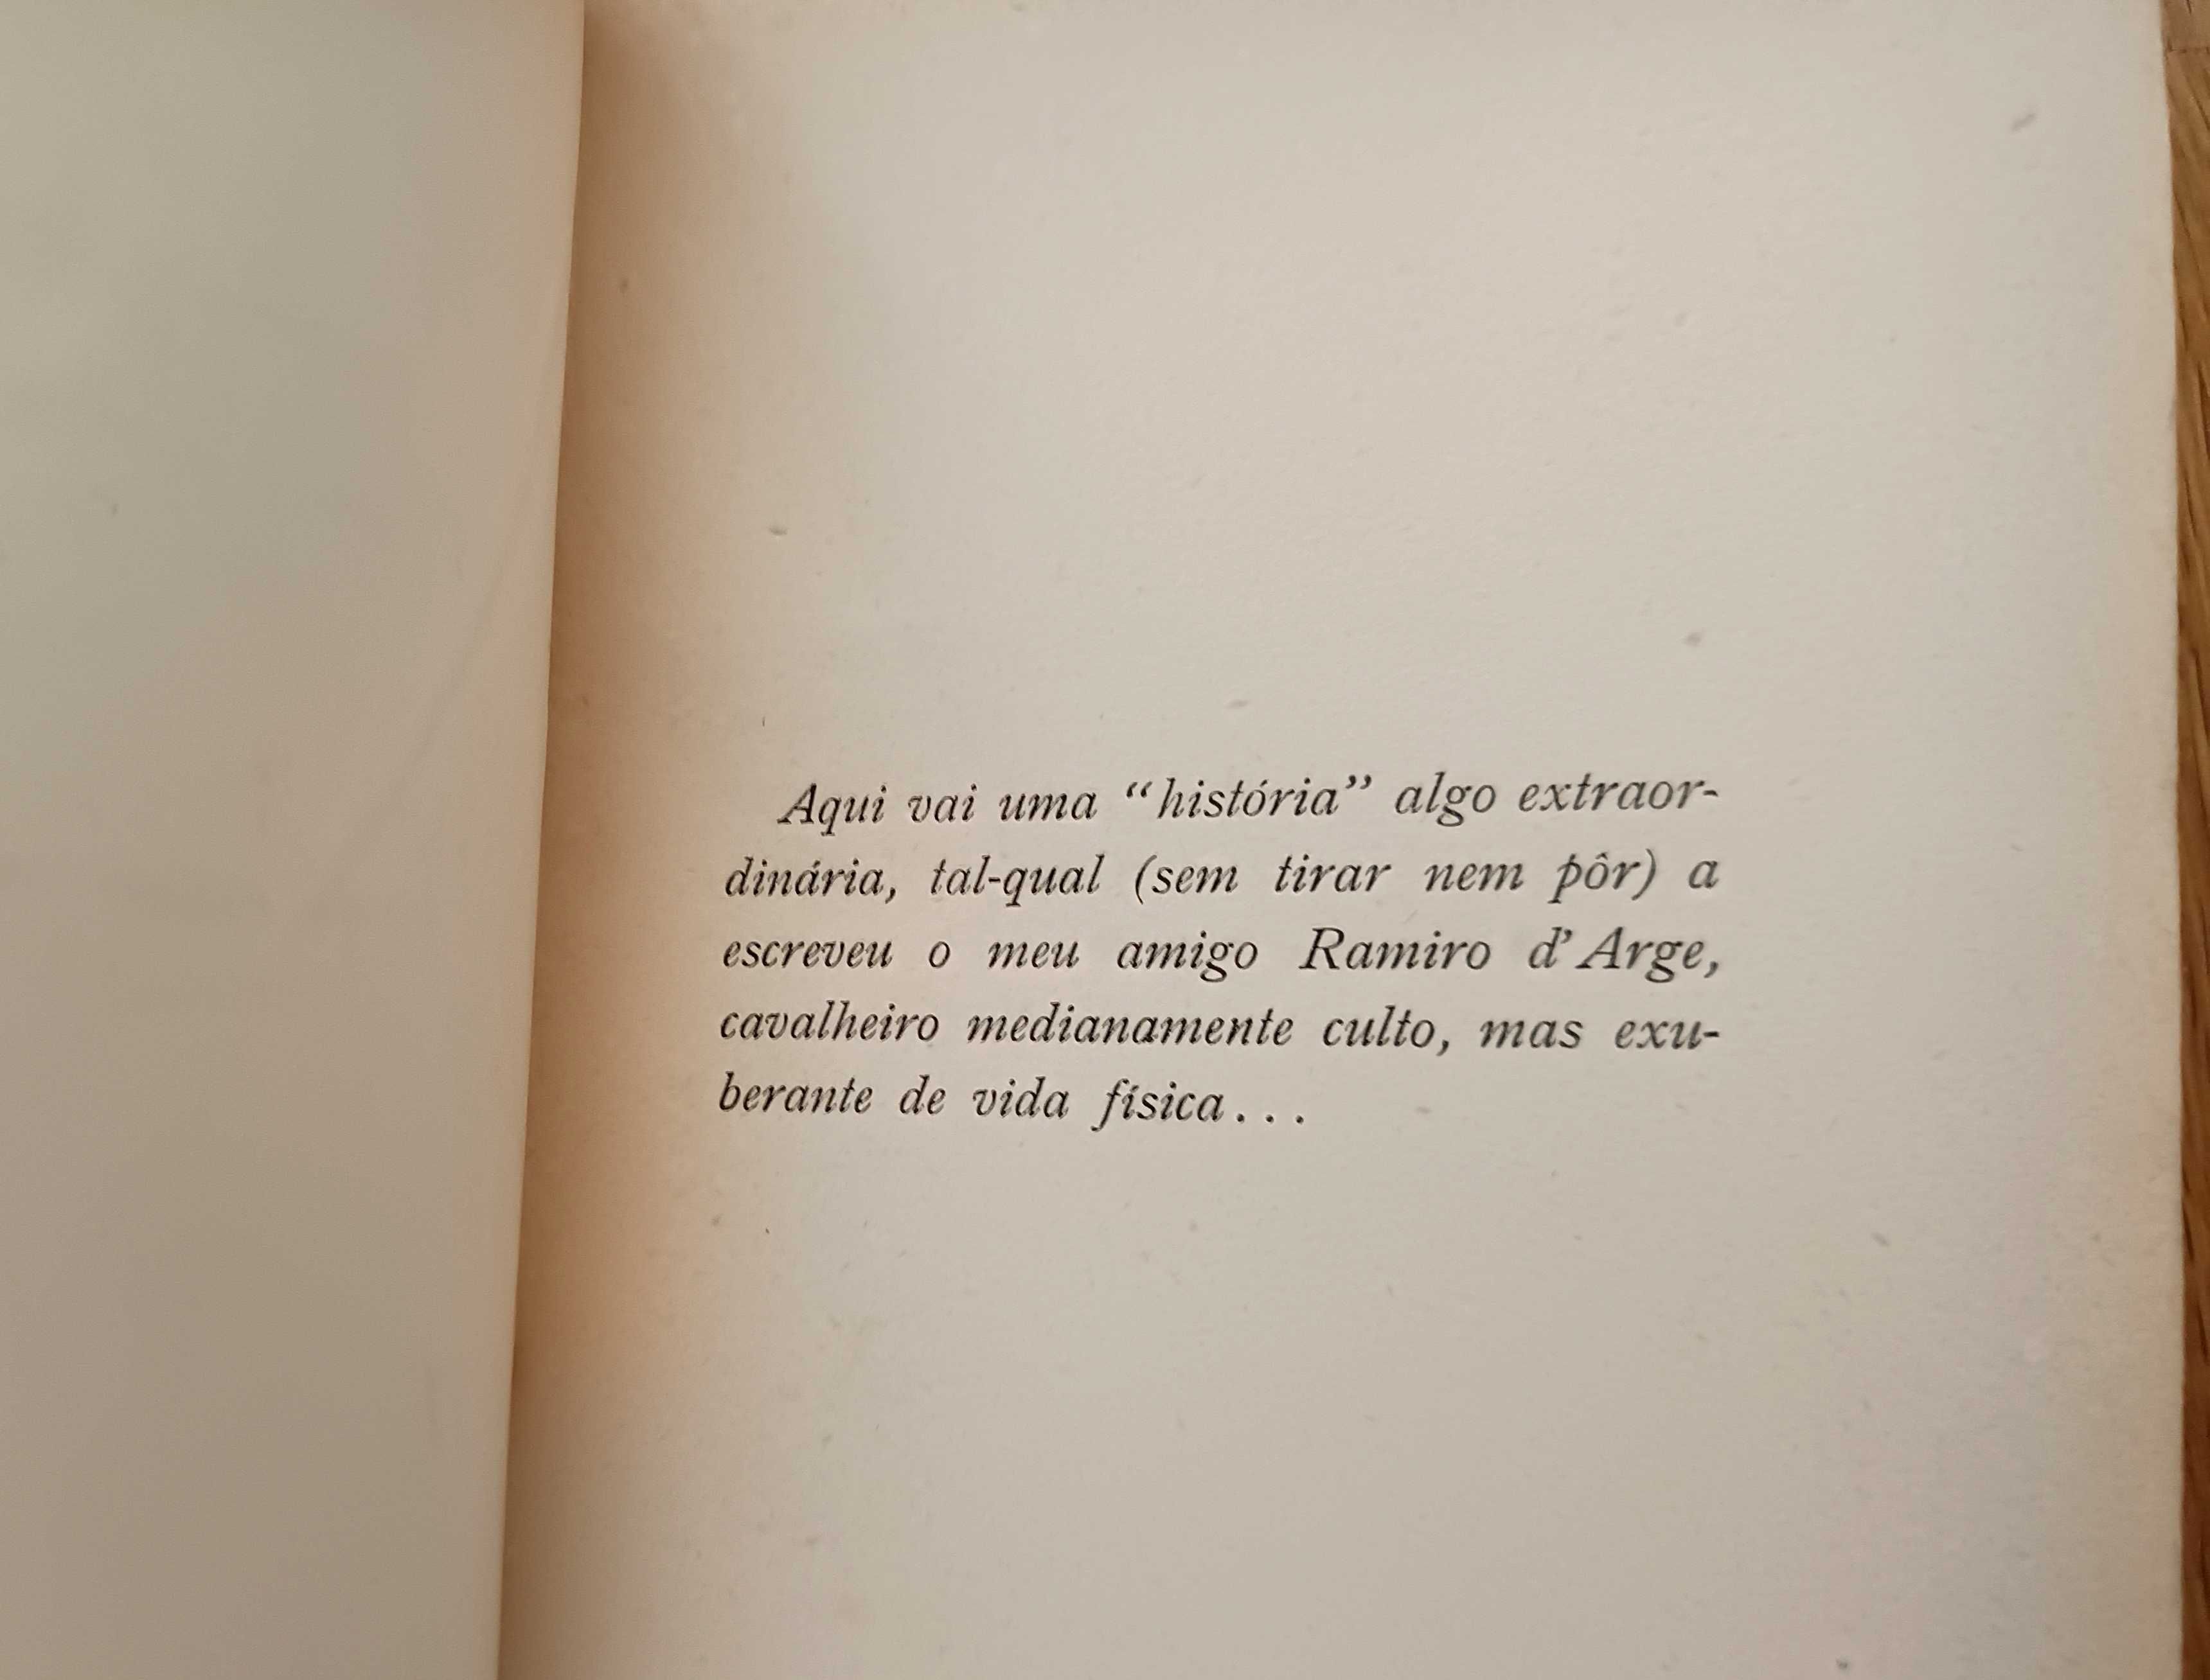 Aqui vai uma “história” algo extraor-
dinária, tal-qual (sem tirar nem pôr) a
escreveu o meu amigo Ramiro d’Arge,
cavalheiro medianamente culto, mas exu-
berante de vida física...